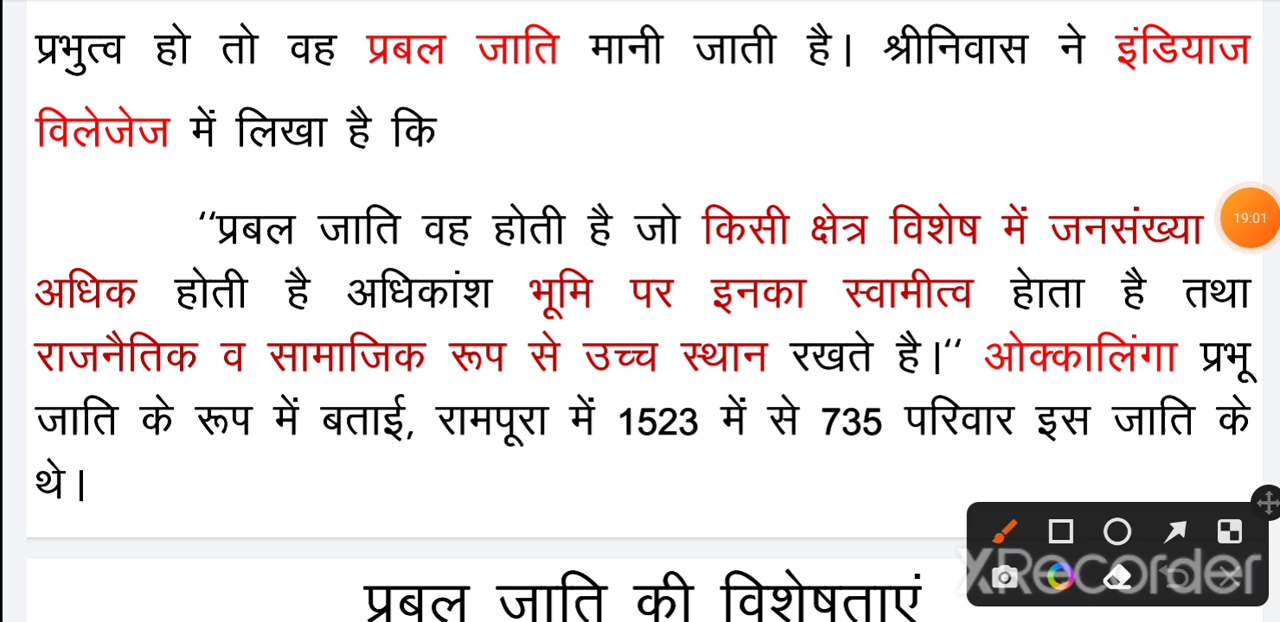 प्रभुत्व हो तो वह प्रबल जाति मानी जाती है। श्रीनिवास ने इंडियाज
विलेजेज में लिखा है कि
‘‘प्रबल जाति वह होती है जो किसी क्षेत्र विशेष में जनसंख्या
19:01
अधिक होती है अधिकांश भूमि पर इनका स्वामीत्व हेाता है तथा
राजनैतिक व सामाजिक रूप से उच्च स्थान रखते है।‘‘ ओक्कालिंगा प्रभू
जाति के रूप में बताई, रामपूरा में 1523 में से 735 परिवार इस जाति के
थे।
XRecorder
प्रबल जाति की विशेषताएं